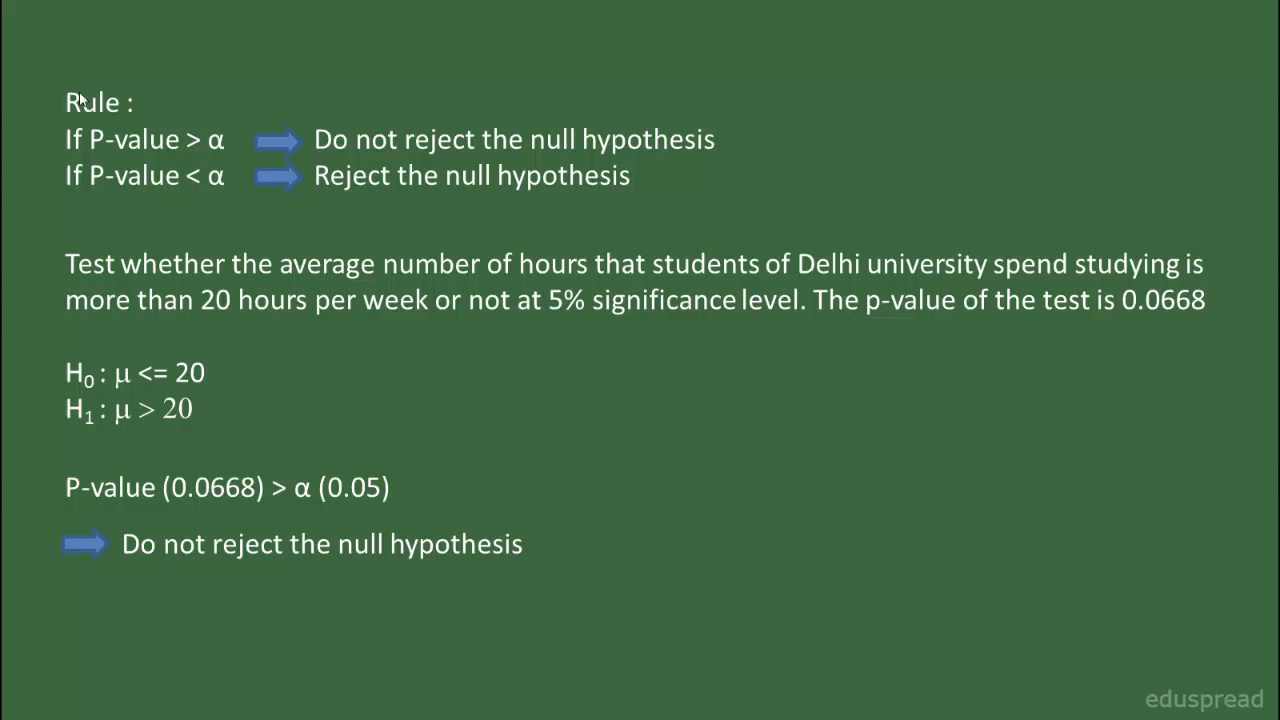 Rule :
If P-value > α Do not reject the null hypothesis
If P-value < α Reject the null hypothesis
Test whether the average number of hours that students of Delhi university spend studying is
more than 20 hours per week or not at 5% significance level. The p-value of the test is 0.0668
H₀ : μ <= 20
H₁ : μ > 20
P-value (0.0668) > α (0.05)
Do not reject the null hypothesis
eduspread